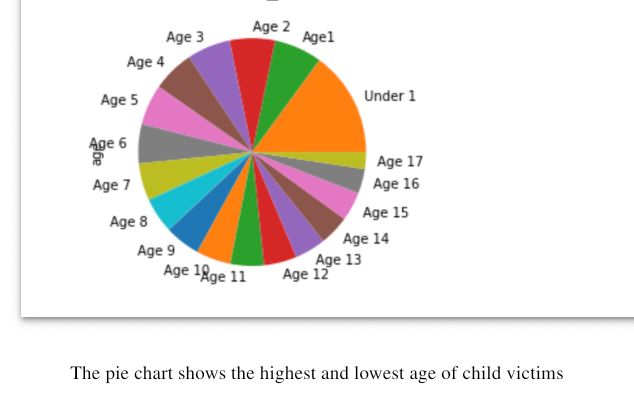 Age 2
Age 3
Age1
Age 4
Under 1
Age 5
Age 6
age
Age 17
Age 7
Age 16
Age 15
Age 8
Age 14
Age 9
Age 13
Age 10
Age 11
Age 12
The pie chart shows the highest and lowest age of child victims